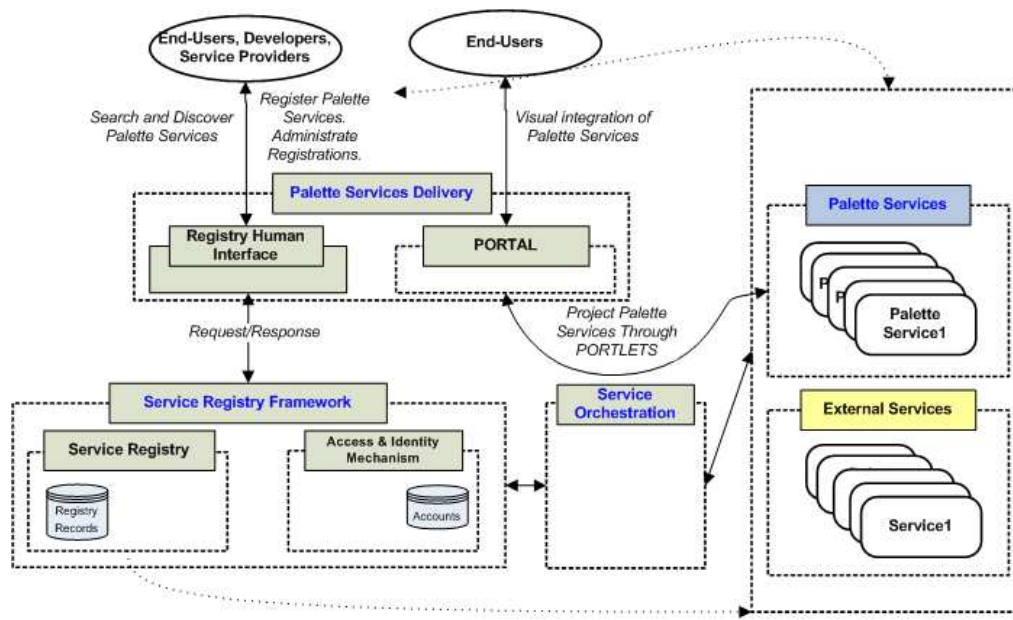 End-Users, Developers,
Service Providers
End-Users
Search and Discover
Palette Services
Register Palette
Services.
Administrate
Registrations.
Visual integration of
Palette Services
Palette Services Delivery
Registry Human
Interface
PORTAL
Palette Services
P
P
Palette
Service1
Request/Response
Project Palette
Services Through
PORTLETS
Service Registry Framework
Service
Orchestration
External Services
Service Registry
Access & Identity
Mechanism
Registry
Records
Accounts
Service1